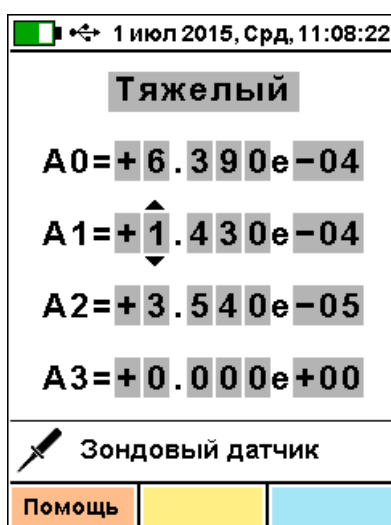 1 июл 2015, Срд, 11:08:22
Тяжелый
A0=+6.390e-04
A1=+1.430e-04
A2=+3.540e-05
A3=+0.000e+00
Зондовый датчик
Помощь